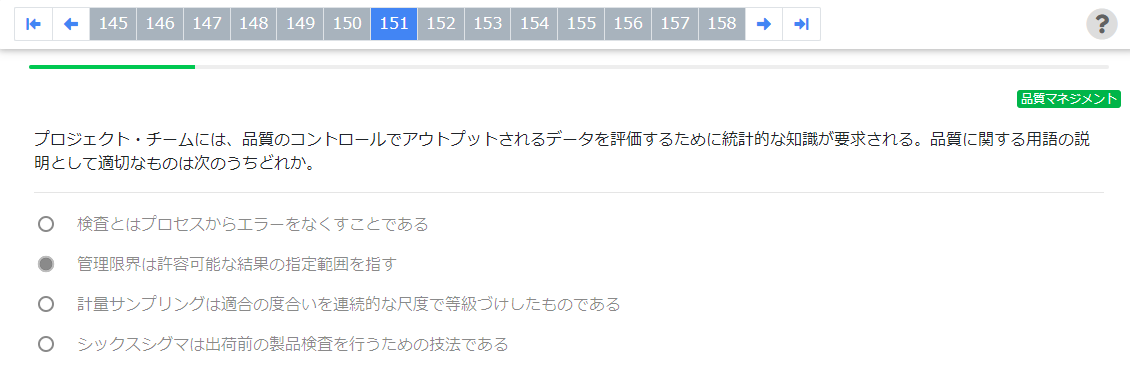 145 146 147 148 149 150 151 152 153 154 155 156 157 158 ?
品質マネジメント
プロジェクト・チームには、品質のコントロールでアウトプットされるデータを評価するために統計的な知識が要求される。品質に関する用語の説
明として適切なものは次のうちどれか。
検査とはプロセスからエラーをなくすことである
管理限界は許容可能な結果の指定範囲を指す
計量サンプリングは適合の度合いを連続的な尺度で等級づけしたものである
シックスシグマは出荷前の製品検査を行うための技法である